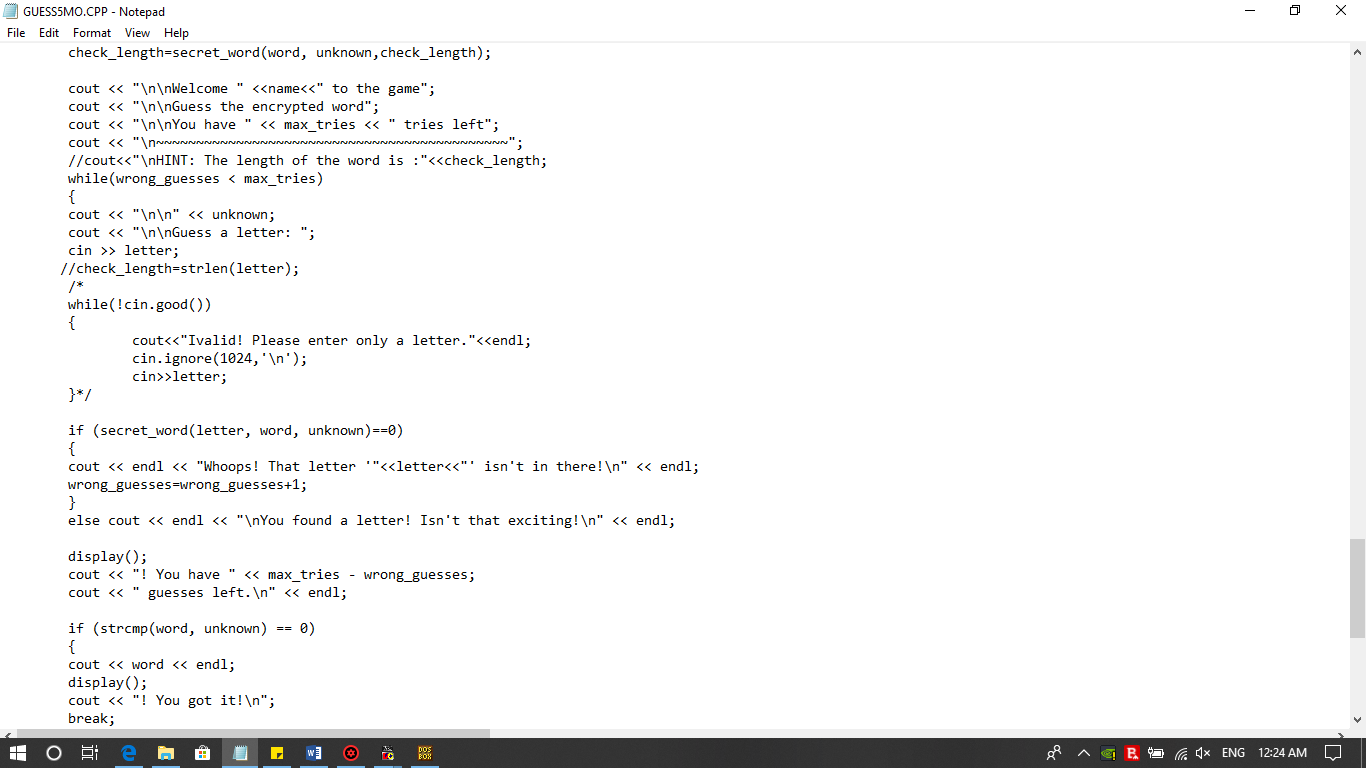 GUESS5MO.CPP - Notepad
File Edit Format View Help
check_length=secret_word(word, unknown,check_length);
cout << "\n\nWelcome " <<name<<" to the game";
cout << "\n\nGuess the encrypted word";
cout << "\n\nYou have " << max_tries << " tries left";
cout << "\n~~~~~~~~~~~~~~~~~~~~~~~~~~~~~~~~~~~~~~~~~~~~";
//cout<<"\nHINT: The length of the word is :"<<check_length;
while(wrong_guesses < max_tries)
{
cout << "\n\n" << unknown;
cout << "\n\nGuess a letter: ";
cin >> letter;
//check_length=strlen(letter);
/*
while(!cin.good())
{
cout<<"Ivalid! Please enter only a letter."<<endl;
cin.ignore(1024,'\n');
cin>>letter;
}*/
if (secret_word(letter, word, unknown)==0)
{
cout << endl << "Whoops! That letter '"<<letter<<"' isn't in there!\n" << endl;
wrong_guesses=wrong_guesses+1;
}
else cout << endl << "\nYou found a letter! Isn't that exciting!\n" << endl;
display();
cout << "! You have " << max_tries - wrong_guesses;
cout << " guesses left.\n" << endl;
if (strcmp(word, unknown) == 0)
{
cout << word << endl;
display();
cout << "! You got it!\n";
break;
DOS BOX
ENG 12:24 AM